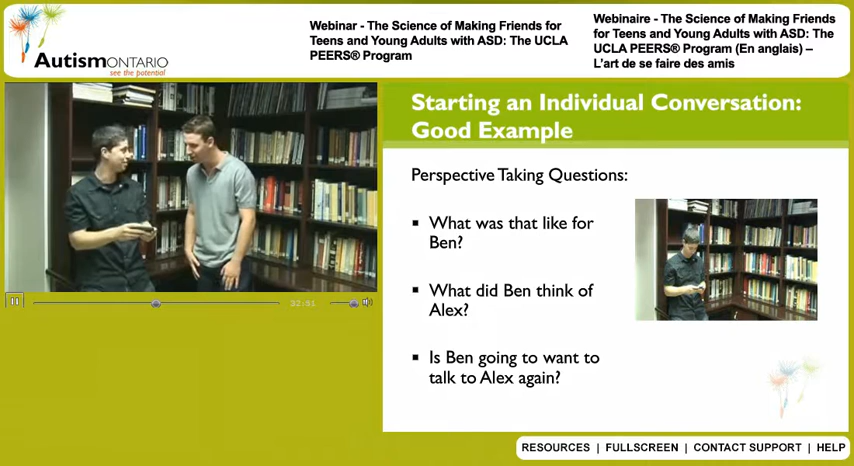 Webinar - The Science of Making Friends for
Teens and Young Adults with ASD: The UCLA
PEERS® Program
Webinaire - The Science of Making Friends
for Teens and Young Adults with ASD: The
UCLA PEERS® Program (En anglais) –
L'art de se faire des amis
AutismONTARIO
see the potential
Starting an Individual Conversation:
Good Example
Perspective Taking Questions:
▪ What was that like for
Ben?
▪ What did Ben think of
Alex?
▪ Is Ben going to want to
talk to Alex again?
32:51
RESOURCES | FULLSCREEN | CONTACT SUPPORT | HELP